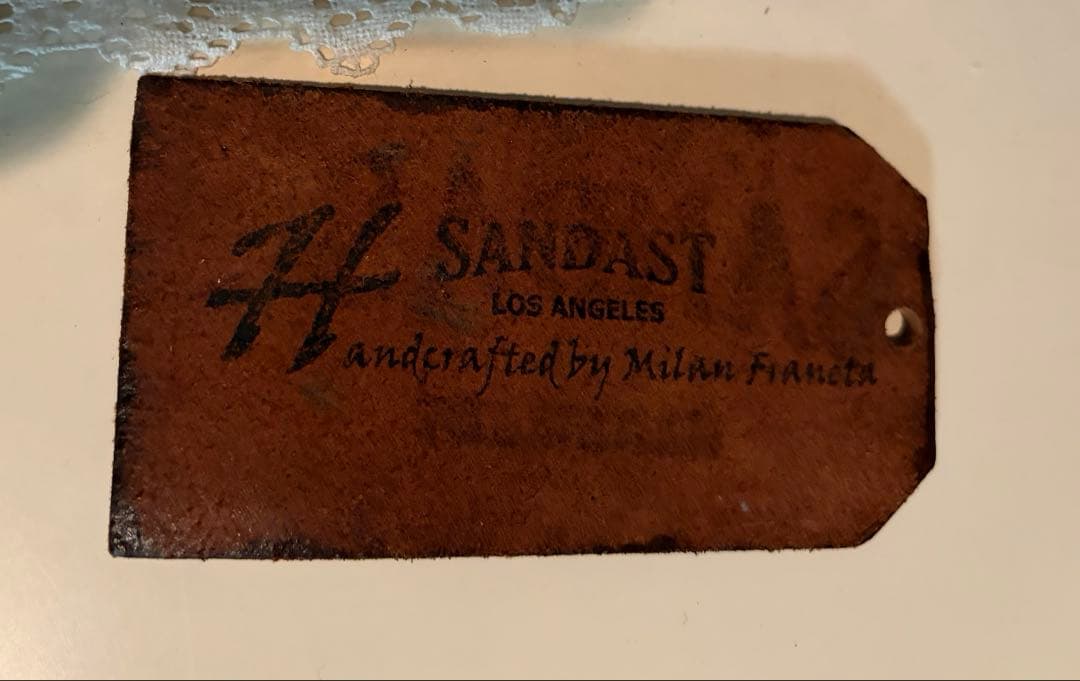 SANDAST
LOS ANGELES
Handcrafted by Milan Franeta